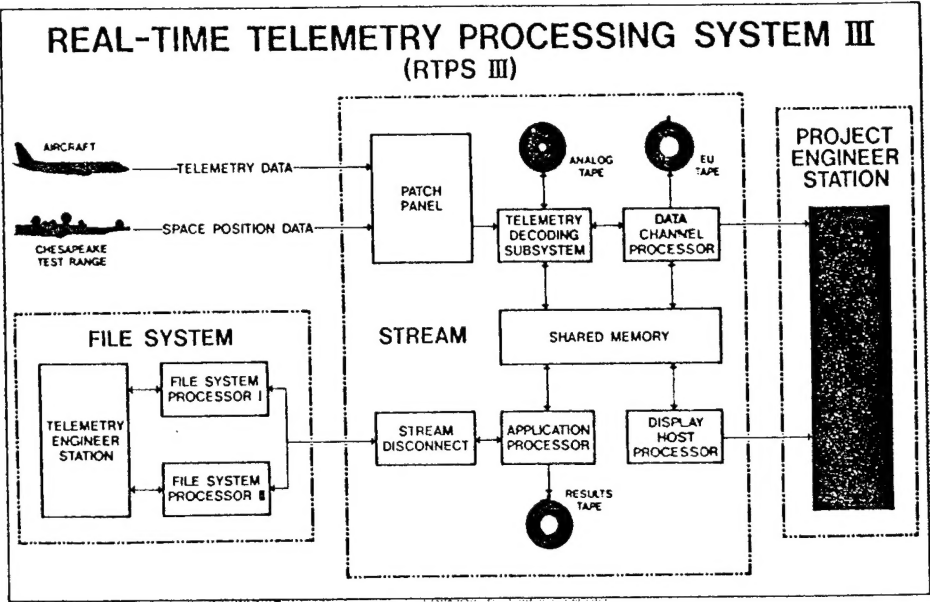 REAL-TIME TELEMETRY PROCESSING SYSTEM III
(RTPS III)
AIRCRAFT
TELEMETRY DATA
SPACE POSITION DATA
CHESAPEAKE
TEST RANGE
PATCH
PANEL
ANALOG
TAPE
EU
TAPE
TELEMETRY
DECODING
SUBSYSTEM
DATA
CHANNEL
PROCESSOR
PROJECT
ENGINEER
STATION
FILE SYSTEM
STREAM
SHARED MEMORY
TELEMETRY
ENGINEER
STATION
FILE SYSTEM
PROCESSOR I
FILE SYSTEM
PROCESSOR II
STREAM
DISCONNECT
APPLICATION
PROCESSOR
DISPLAY
HOST
PROCESSOR
RESULTS
TAPE